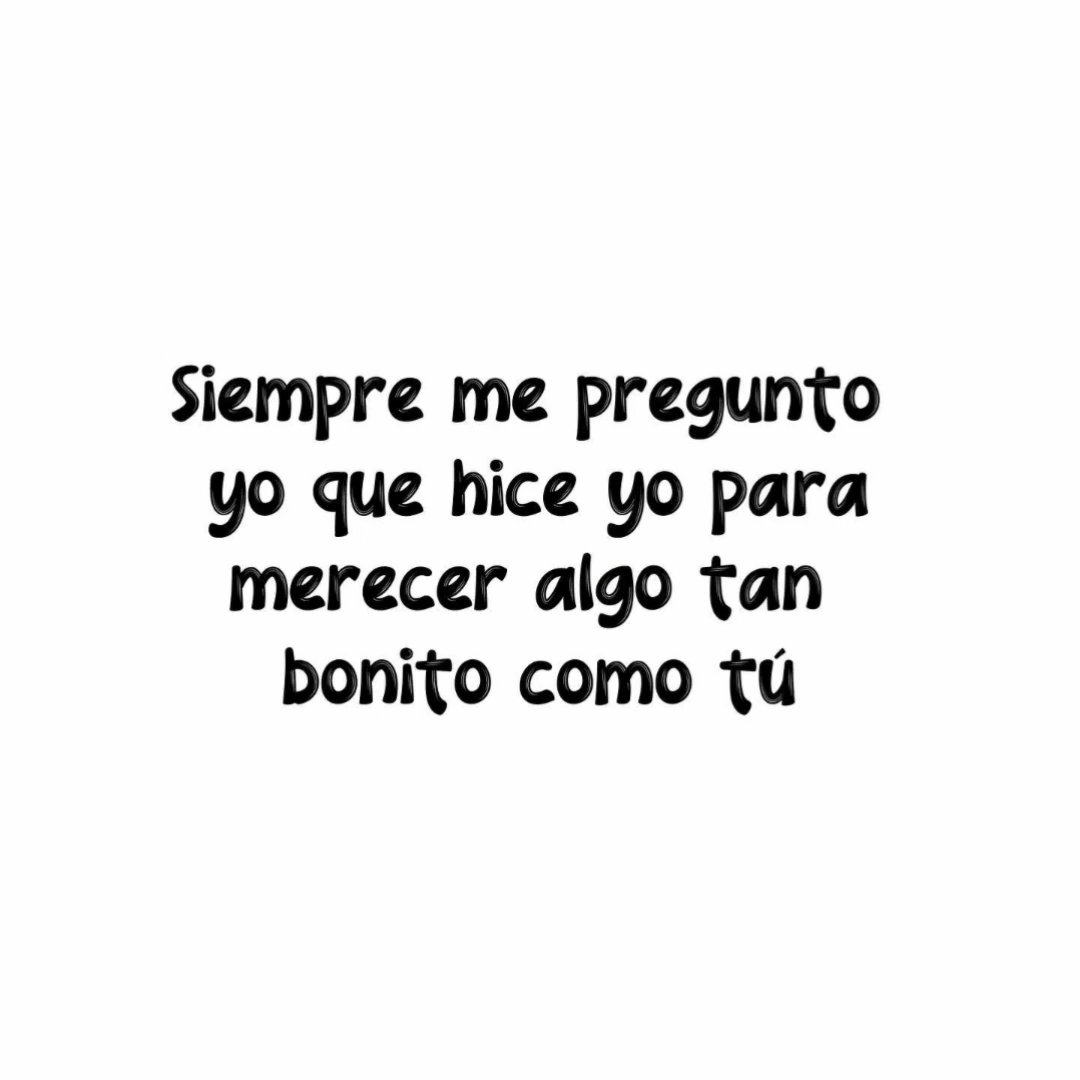 Siempre me pregunto
yo que hice yo para
merecer algo tan
bonito como tú